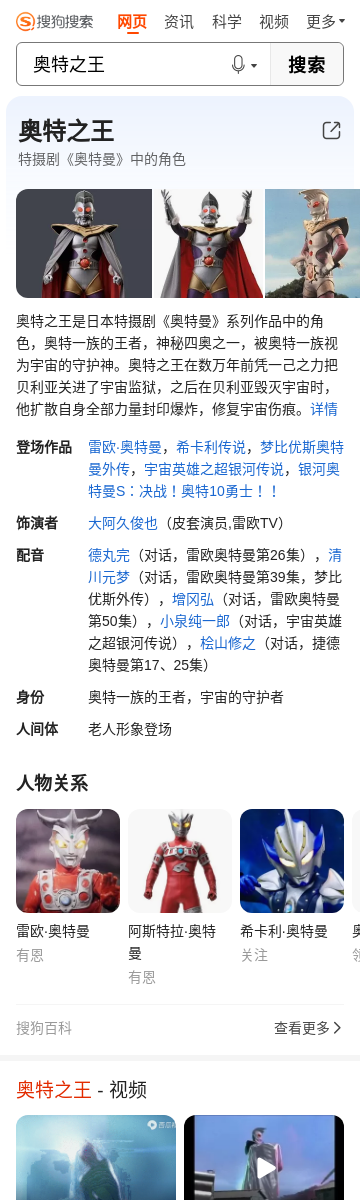 搜狗搜索 网页 资讯 科学 视频 更多
奥特之王 搜索
奥特之王
特摄剧《奥特曼》中的角色
奥特之王是日本特摄剧《奥特曼》系列作品中的角
色，奥特一族的王者，神秘四奥之一，被奥特一族视
为宇宙的守护神。奥特之王在数万年前凭一己之力把
贝利亚关进了宇宙监狱，之后在贝利亚毁灭宇宙时，
他扩散自身全部力量封印爆炸，修复宇宙伤痕。详情
登场作品 雷欧·奥特曼，希卡利传说，梦比优斯奥特
曼外传，宇宙英雄之超银河传说，银河奥
特曼S：决战！奥特10勇士！！
饰演者 大阿久俊也（皮套演员,雷欧TV）
配音 德丸完（对话，雷欧奥特曼第26集），清
川元梦（对话，雷欧奥特曼第39集，梦比
优斯外传），增冈弘（对话，雷欧奥特曼
第50集），小泉纯一郎（对话，宇宙英雄
之超银河传说），桧山修之（对话，捷德
奥特曼第17、25集）
身份 奥特一族的王者，宇宙的守护者
人间体 老人形象登场
人物关系
雷欧·奥特曼 阿斯特拉·奥特 希卡利·奥特曼
曼
有恩 有恩 关注
搜狗百科 查看更多
奥特之王 - 视频